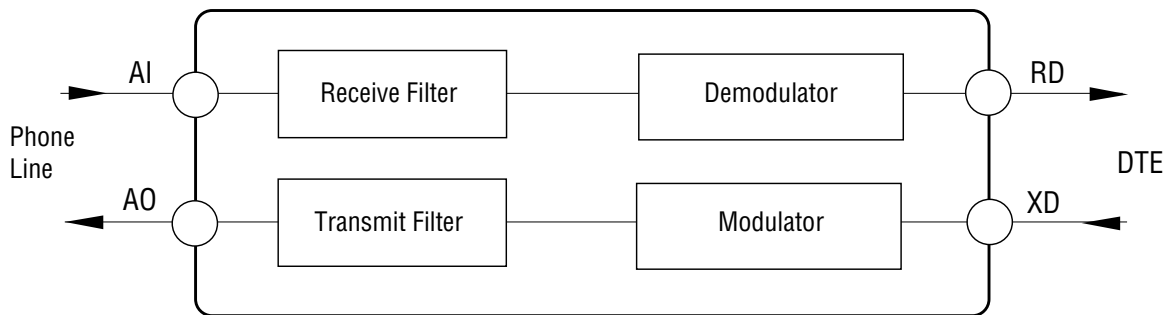 AI
Receive Filter
Demodulator
RD
Phone
Line
DTE
AO
Transmit Filter
Modulator
XD